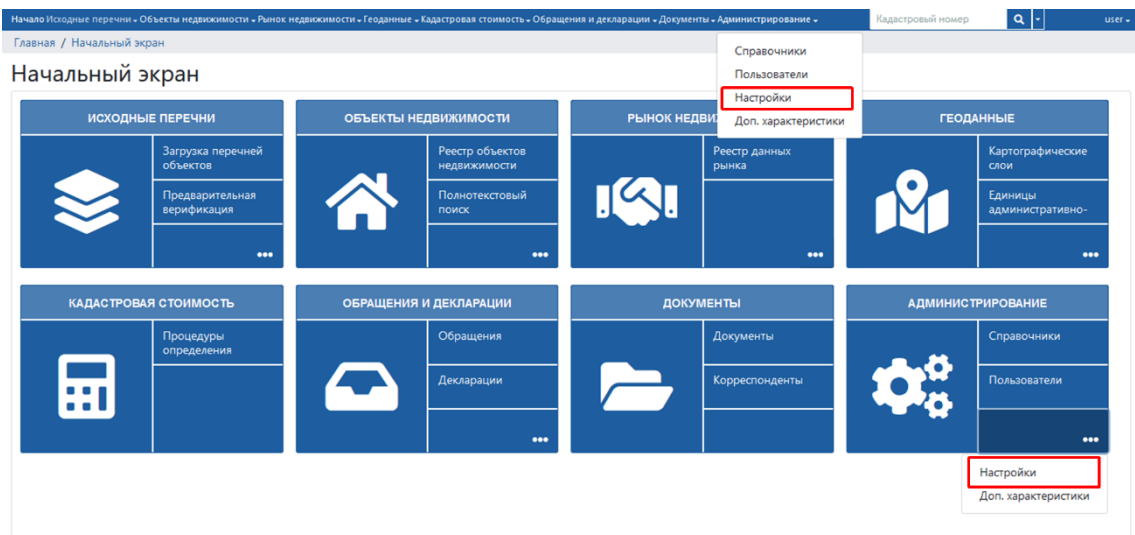 Начало Исходные перечни Объекты недвижимости Рынок недвижимости Геоданные Кадастровая стоимость Обращения и декларации Документы Администрирование Кадастровый номер user
Главная / Начальный экран
Справочники
Пользователи
Настройки
Доп. характеристики
Начальный экран
ИСХОДНЫЕ ПЕРЕЧНИ
Загрузка перечней
объектов
Предварительная
верификация
•••
ОБЪЕКТЫ НЕДВИЖИМОСТИ
Реестр объектов
недвижимости
Полнотекстовый
поиск
•••
РЫНОК
Реестр данных
рынка
•••
ГЕОДАННЫЕ
Картографические
слои
Единицы
административно-
•••
КАДАСТРОВАЯ СТОИМОСТЬ
Процедуры
определения
ОБРАЩЕНИЯ И ДЕКЛАРАЦИИ
Обращения
Декларации
•••
ДОКУМЕНТЫ
Документы
Корреспонденты
АДМИНИСТРИРОВАНИЕ
Справочники
Пользователи
•••
Настройки
Доп. характеристики